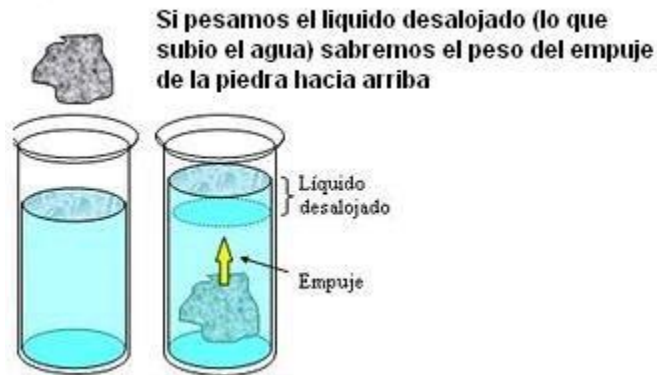 Si pesamos el liquido desalojado (lo que
subio el agua) sabremos el peso del empuje
de la piedra hacia arriba
Líquido
desalojado
Empuje